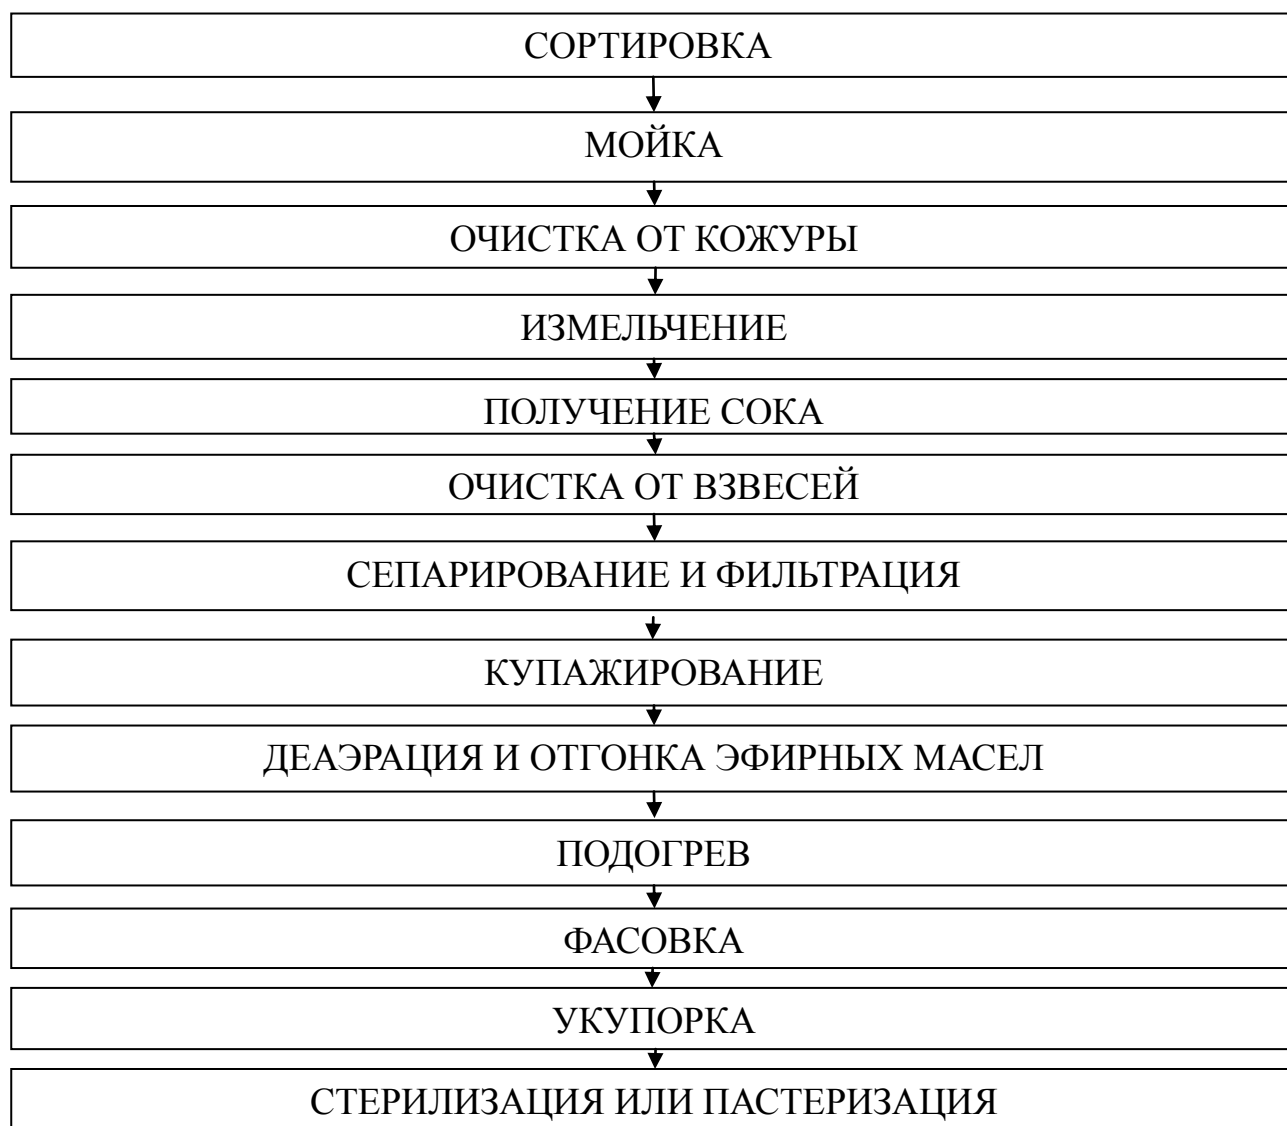 СОРТИРОВКА
МОЙКА
ОЧИСТКА ОТ КОЖУРЫ
ИЗМЕЛЬЧЕНИЕ
ПОЛУЧЕНИЕ СОКА
ОЧИСТКА ОТ ВЗВЕСЕЙ
СЕПАРИРОВАНИЕ И ФИЛЬТРАЦИЯ
КУПАЖИРОВАНИЕ
ДЕАЭРАЦИЯ И ОТГОНКА ЭФИРНЫХ МАСЕЛ
ПОДОГРЕВ
ФАСОВКА
УКУПОРКА
СТЕРИЛИЗАЦИЯ ИЛИ ПАСТЕРИЗАЦИЯ